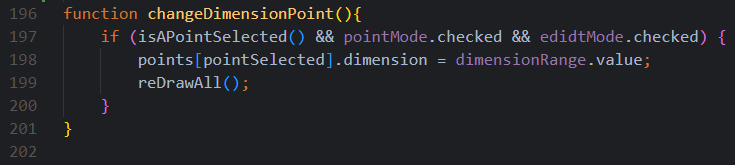 196 function changeDimensionPoint(){
197 if (isAPointSelected() && pointMode.checked && edidtMode.checked) {
198 points[pointSelected].dimension = dimensionRange.value;
199 reDrawAll();
200 }
201 }
202